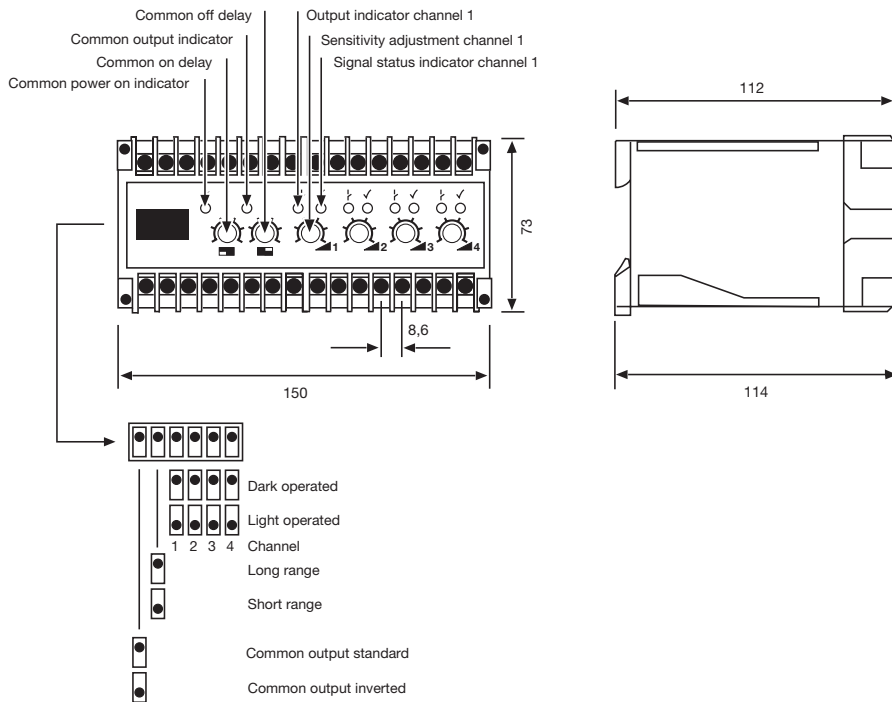 Common off delay
Output indicator channel 1
Common output indicator
Sensitivity adjustment channel 1
Common on delay
Signal status indicator channel 1
Common power on indicator
112
73
1
2
3
4
8,6
150
114
Dark operated
Light operated
1 2 3 4 Channel
Long range
Short range
Common output standard
Common output inverted